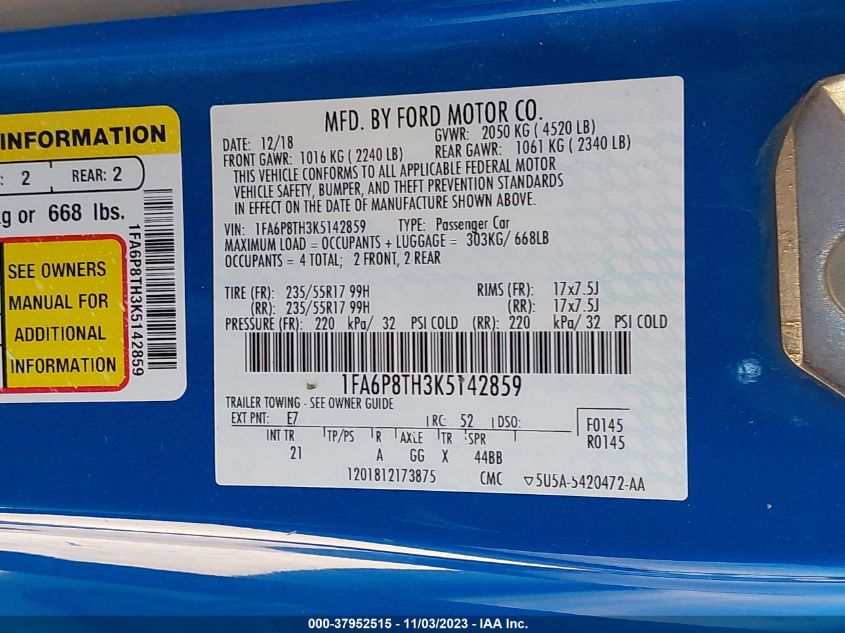 INFORMATION
: 2 REAR: 2
kg or 668 lbs.
SEE OWNERS
MANUAL FOR
ADDITIONAL
INFORMATION
1FA6P8TH3K5142859
MFD. BY FORD MOTOR CO.
DATE: 12/18 GVWR: 2050 KG ( 4520 LB)
FRONT GAWR: 1016 KG ( 2240 LB) REAR GAWR: 1061 KG ( 2340 LB)
THIS VEHICLE CONFORMS TO ALL APPLICABLE FEDERAL MOTOR
VEHICLE SAFETY, BUMPER, AND THEFT PREVENTION STANDARDS
IN EFFECT ON THE DATE OF MANUFACTURE SHOWN ABOVE.
VIN: 1FA6P8TH3K5142859 TYPE: Passenger Car
MAXIMUM LOAD = OCCUPANTS + LUGGAGE = 303KG/ 668LB
OCCUPANTS = 4 TOTAL; 2 FRONT, 2 REAR
TIRE (FR): 235/55R17 99H RIMS (FR): 17x7.5J
(RR): 235/55R17 99H (RR): 17x7.5J
PRESSURE (FR): 220 kPa/ 32 PSI COLD (RR): 220 kPa/ 32 PSI COLD
1FA6P8TH3K5142859
TRAILER TOWING - SEE OWNER GUIDE
EXT PNT: E7 RC: 52 DSO: F0145
INT TR TP/PS R AXLE TR SPR R0145
21 A GG X 44BB
1201812173875 CMC ▽5U5A-5420472-AA
000-37952515 - 11/03/2023 - IAA Inc.